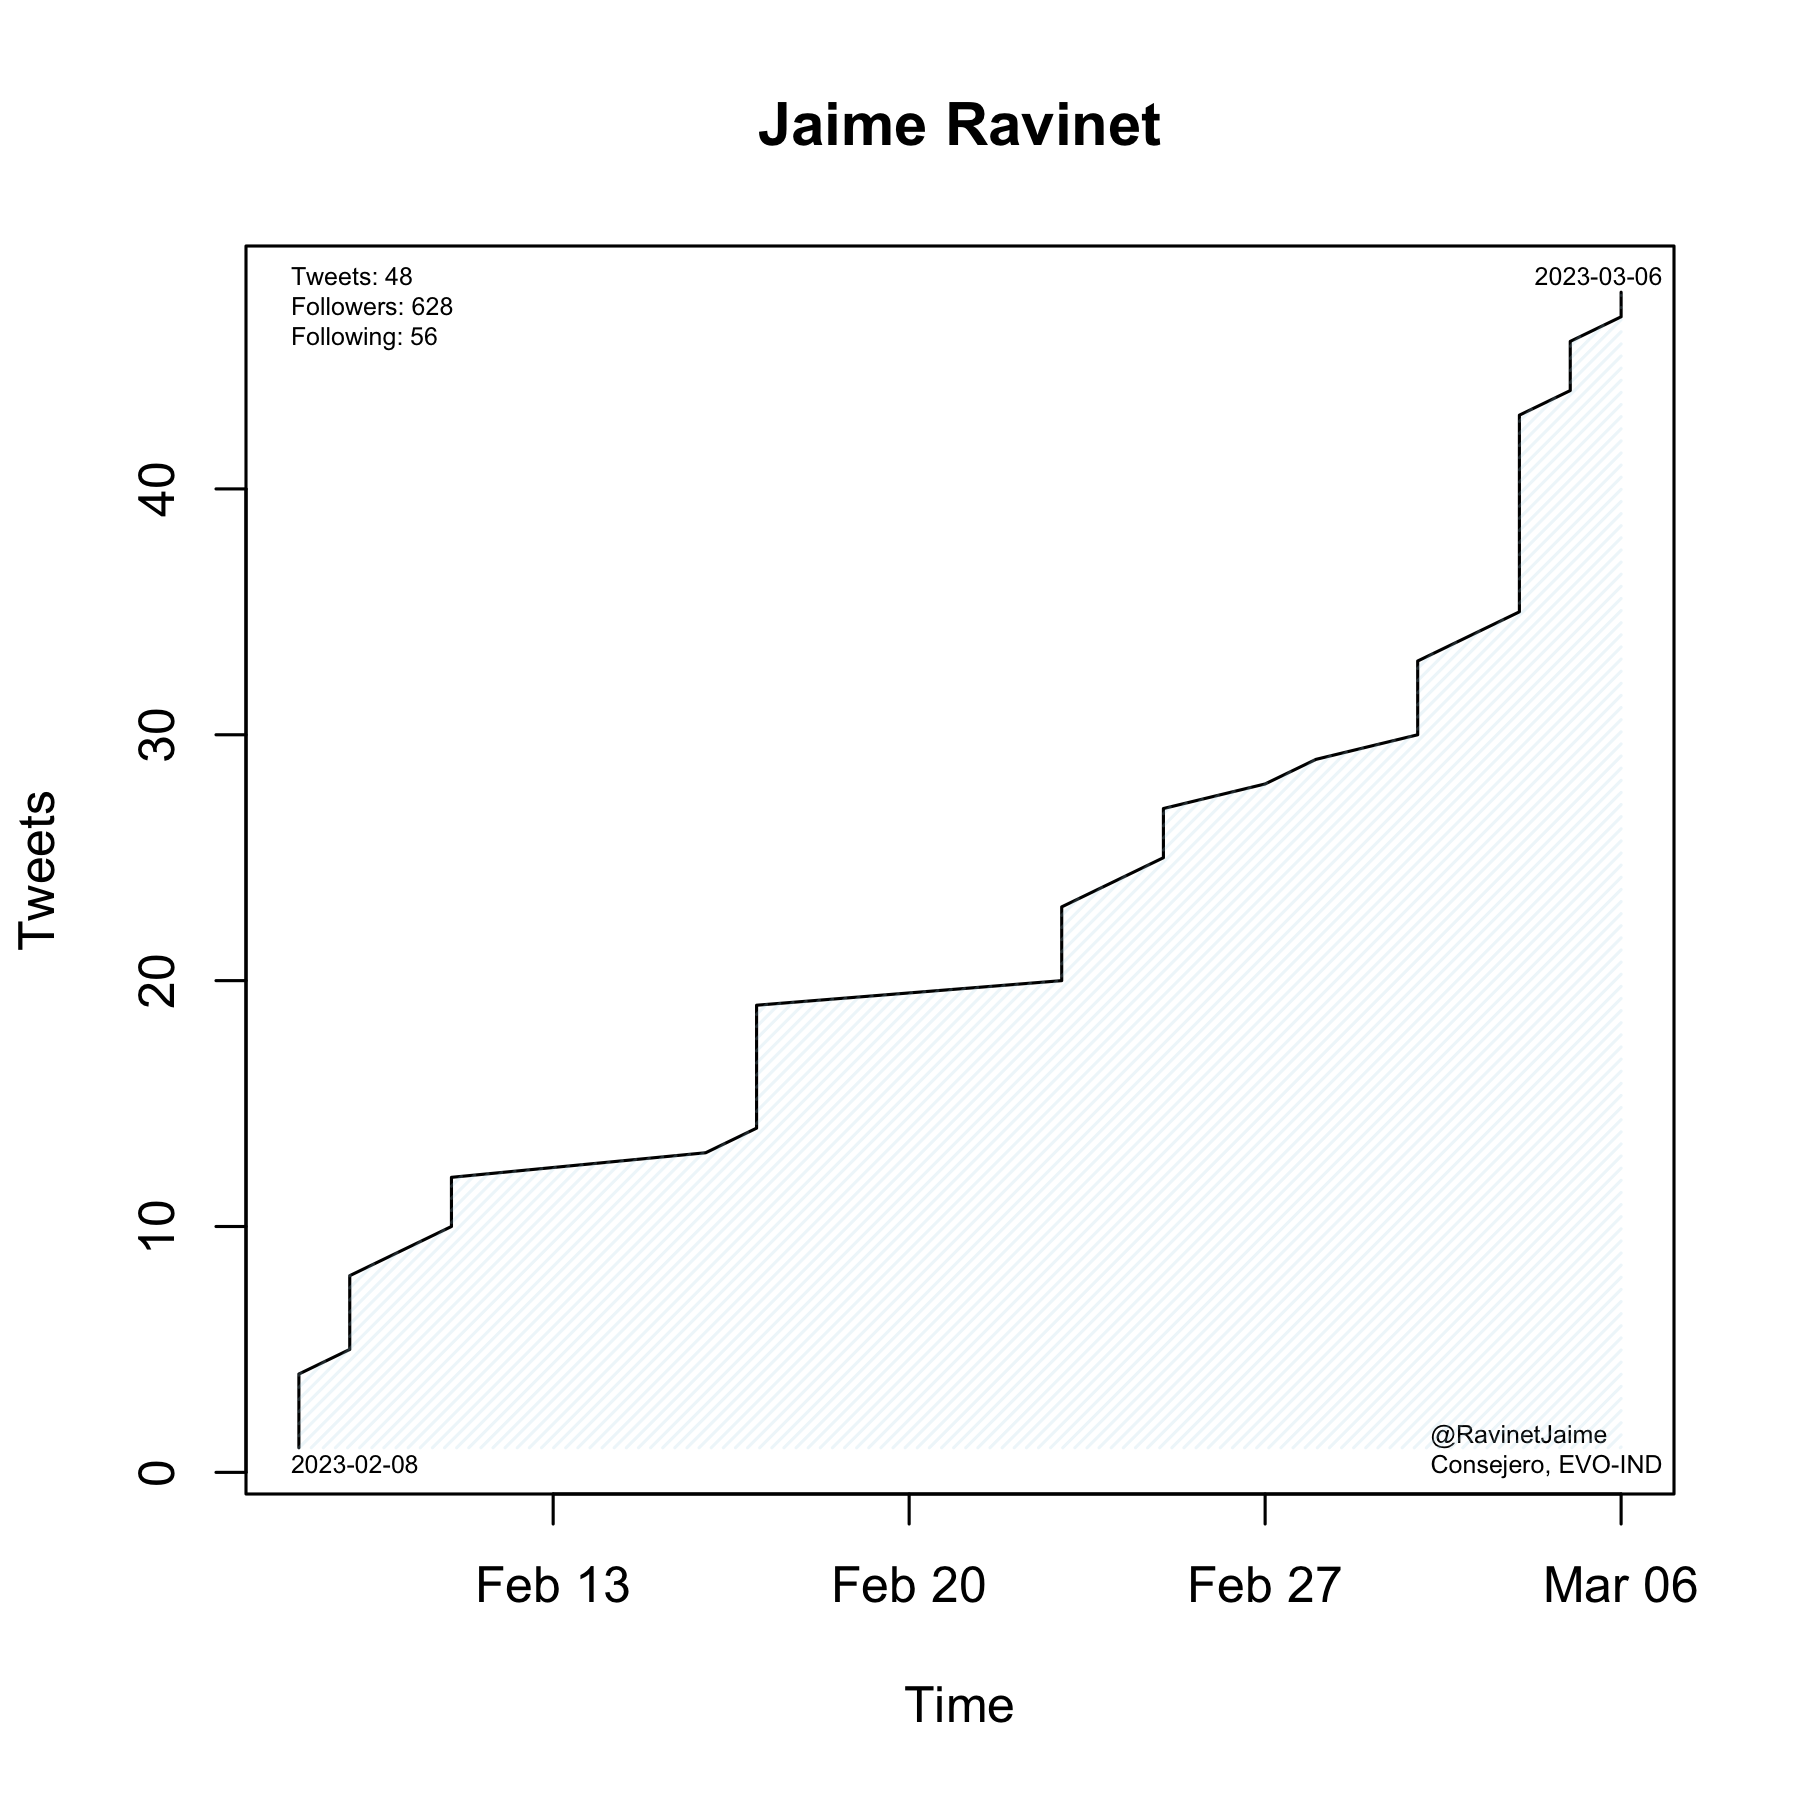 Jaime Ravinet
Tweets: 48
Followers: 628
Following: 56
2023-03-06
Tweets
40
30
20
10
0
2023-02-08
@RavinetJaime
Consejero, EVO-IND
Feb 13
Feb 20
Feb 27
Mar 06
Time